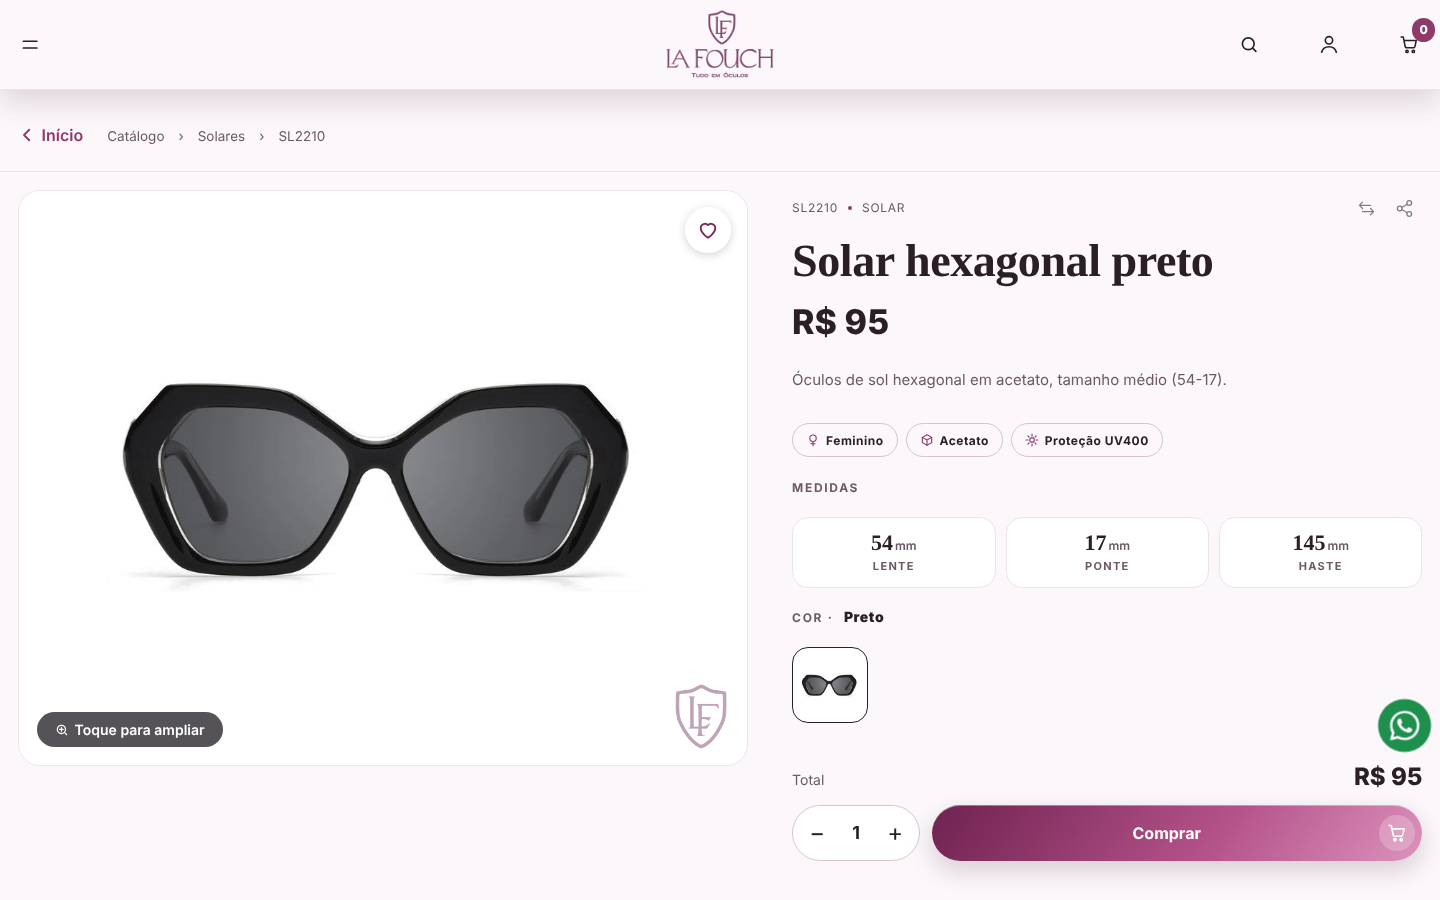 LF
LA FOUCH
Tudo em Óculos
0
Início Catálogo › Solares › SL2210
SL2210 • SOLAR
Solar hexagonal preto
R$ 95
Óculos de sol hexagonal em acetato, tamanho médio (54-17).
Feminino Acetato Proteção UV400
MEDIDAS
54 mm
LENTE
17 mm
PONTE
145 mm
HASTE
COR · Preto
LF
Toque para ampliar
Total R$ 95
− 1 +
Comprar